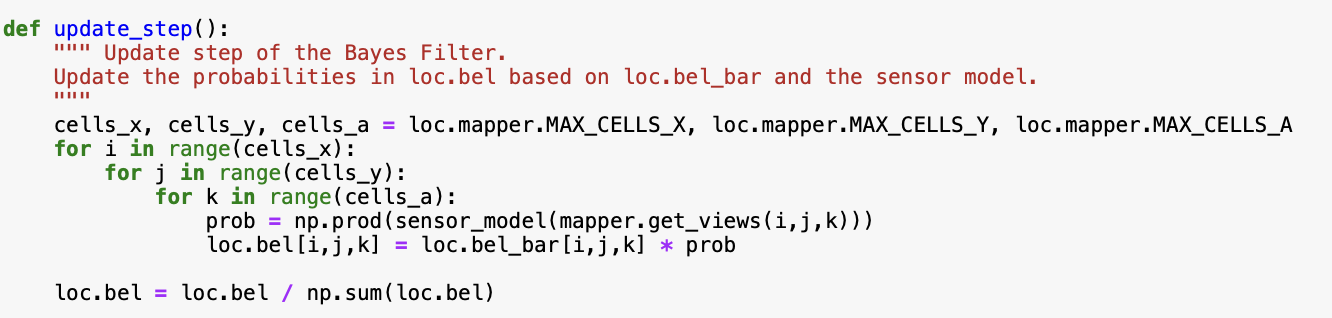 def update_step():
    """ Update step of the Bayes Filter.
    Update the probabilities in loc.bel based on loc.bel_bar and the sensor model.
    """
    cells_x, cells_y, cells_a = loc.mapper.MAX_CELLS_X, loc.mapper.MAX_CELLS_Y, loc.mapper.MAX_CELLS_A
    for i in range(cells_x):
        for j in range(cells_y):
            for k in range(cells_a):
                prob = np.prod(sensor_model(mapper.get_views(i,j,k)))
                loc.bel[i,j,k] = loc.bel_bar[i,j,k] * prob

    loc.bel = loc.bel / np.sum(loc.bel)